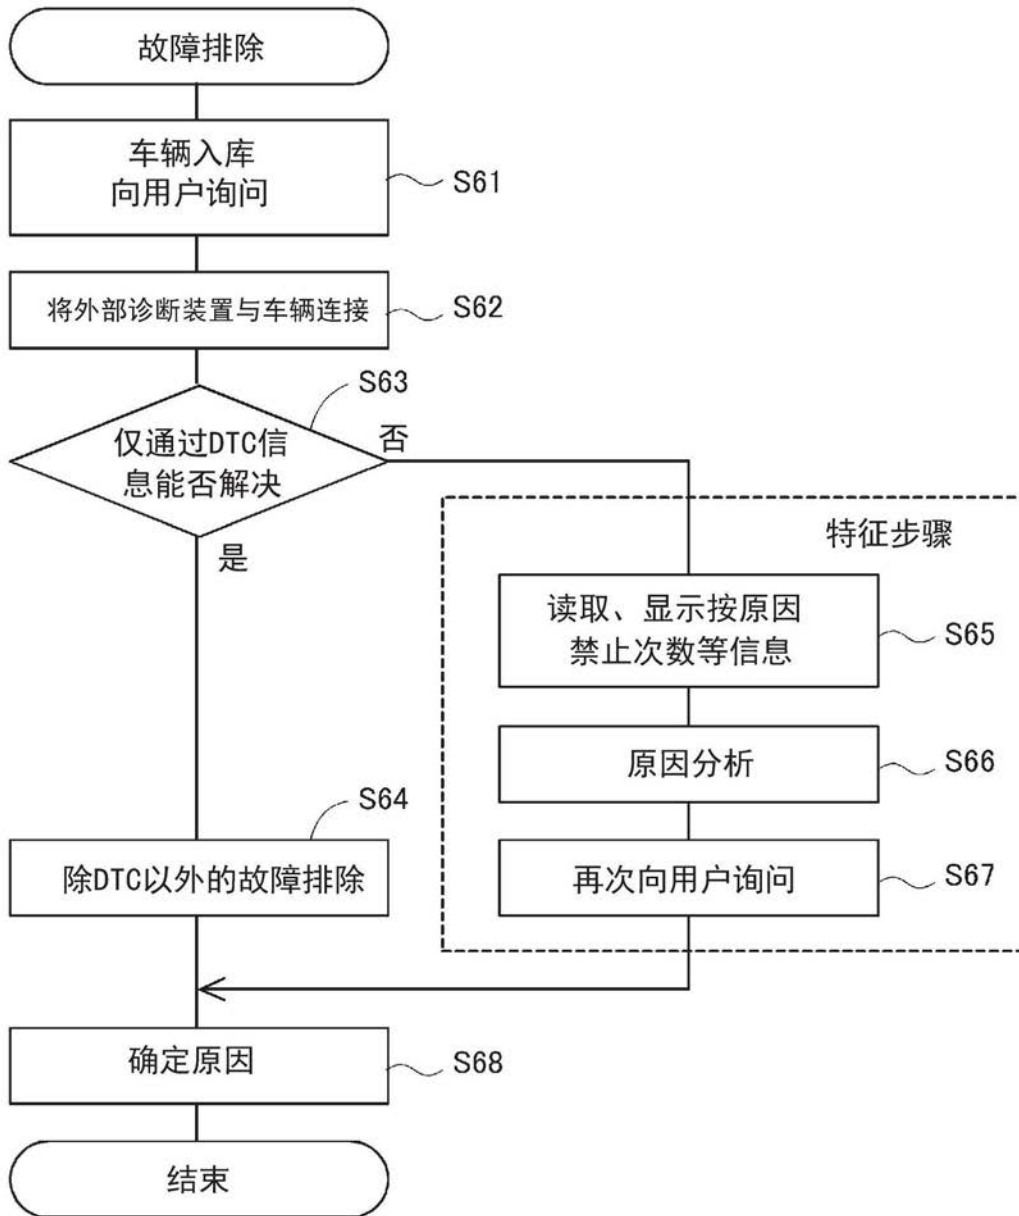 故障排除
车辆入库
向用户询问
S61
将外部诊断装置与车辆连接
S62
S63
仅通过DTC信
息能否解决
否
是
特征步骤
读取、显示按原因
禁止次数等信息
S65
原因分析
S66
S64
除DTC以外的故障排除
再次向用户询问
S67
确定原因
S68
结束